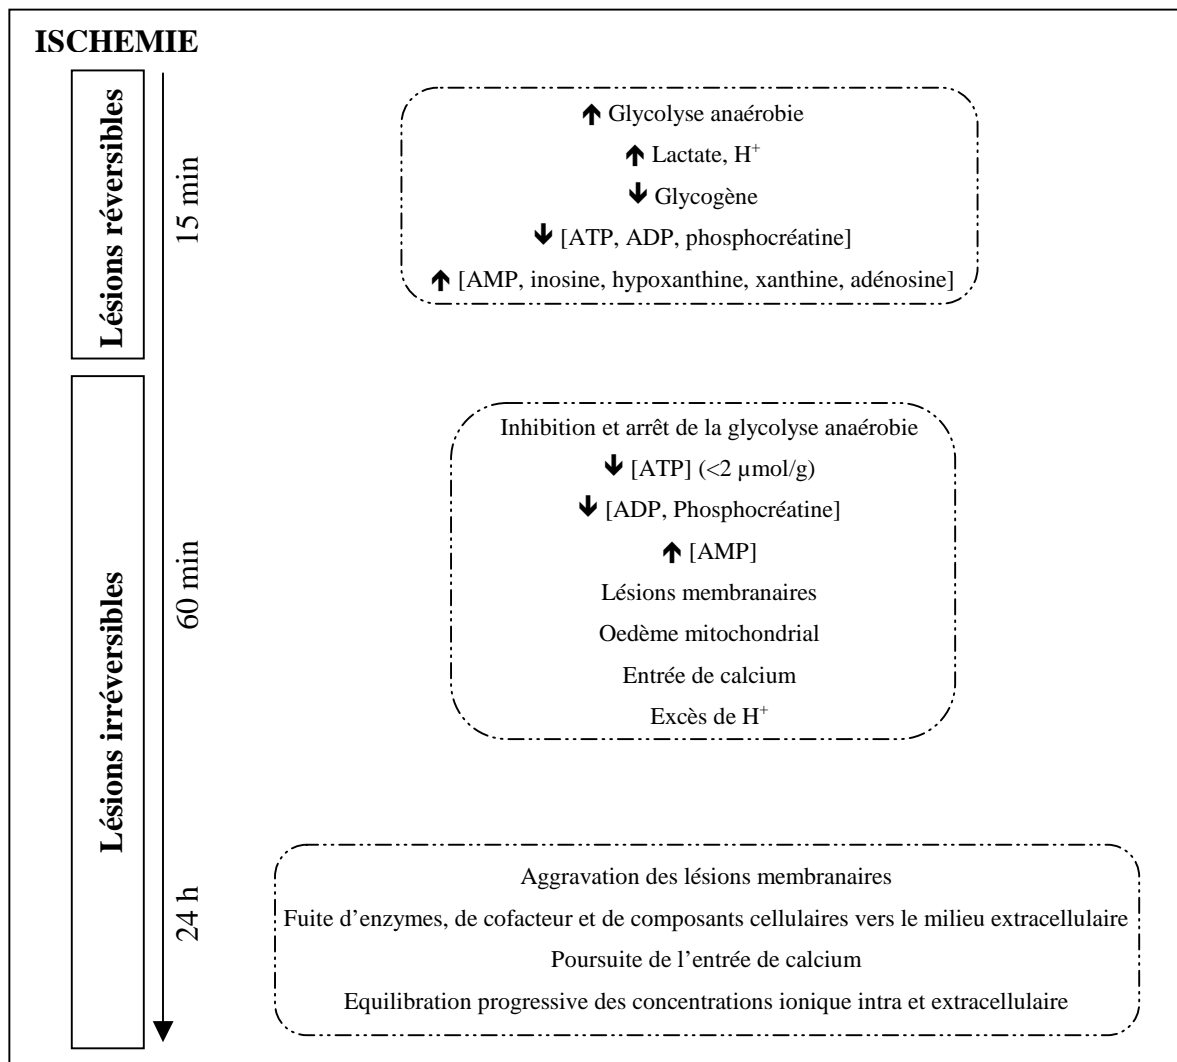 ISCHEMIE
Lésions réversibles
15 min
🡹 Glycolyse anaérobie
🡹 Lactate, H⁺
🡻 Glycogène
🡻 [ATP, ADP, phosphocréatine]
🡹 [AMP, inosine, hypoxanthine, xanthine, adénosine]
Lésions irréversibles
60 min
Inhibition et arrêt de la glycolyse anaérobie
🡻 [ATP] (<2 µmol/g)
🡻 [ADP, Phosphocréatine]
🡹 [AMP]
Lésions membranaires
Oedème mitochondrial
Entrée de calcium
Excès de H⁺
24 h
Aggravation des lésions membranaires
Fuite d'enzymes, de cofacteur et de composants cellulaires vers le milieu extracellulaire
Poursuite de l'entrée de calcium
Equilibration progressive des concentrations ionique intra et extracellulaire